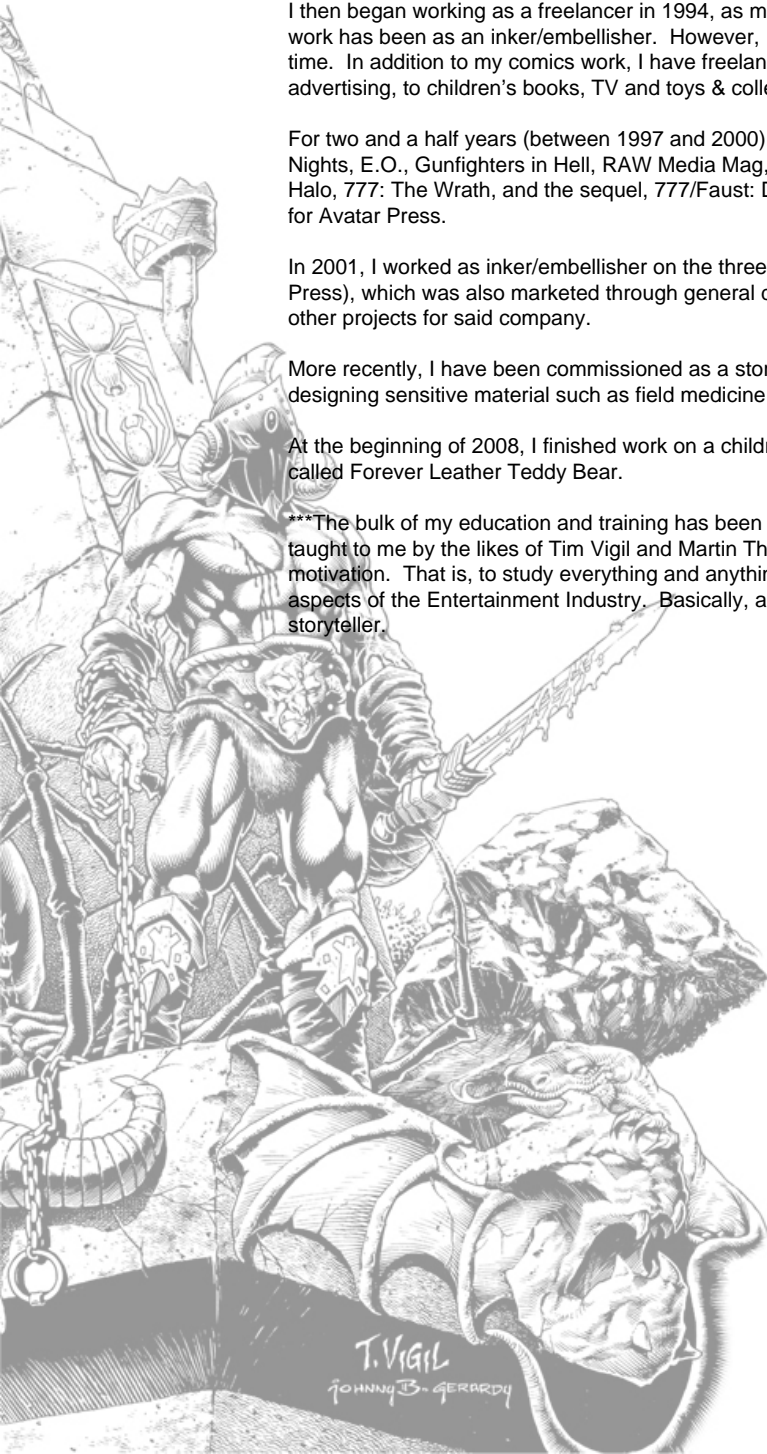 I then began working as a freelancer in 1994, as
work has been as an inker/embellisher.  However,
time.  In addition to my comics work, I have
advertising, to children's books, TV and toys &
For two and a half years (between 1997 and 2000)
Nights, E.O., Gunfighters in Hell, RAW Media Mag,
Halo, 777: The Wrath, and the sequel, 777/Faust:
for Avatar Press.
In 2001, I worked as inker/embellisher on the three
Press), which was also marketed through general
other projects for said company.
More recently, I have been commissioned as a
designing sensitive material such as field medicine
At the beginning of 2008, I finished work on a
called Forever Leather Teddy Bear.
***The bulk of my education and training has been
taught to me by the likes of Tim Vigil and Martin
motivation.  That is, to study everything and
aspects of the Entertainment Industry.  Basically,
storyteller.
T. VIGIL
JOHNNY B. GERARDY